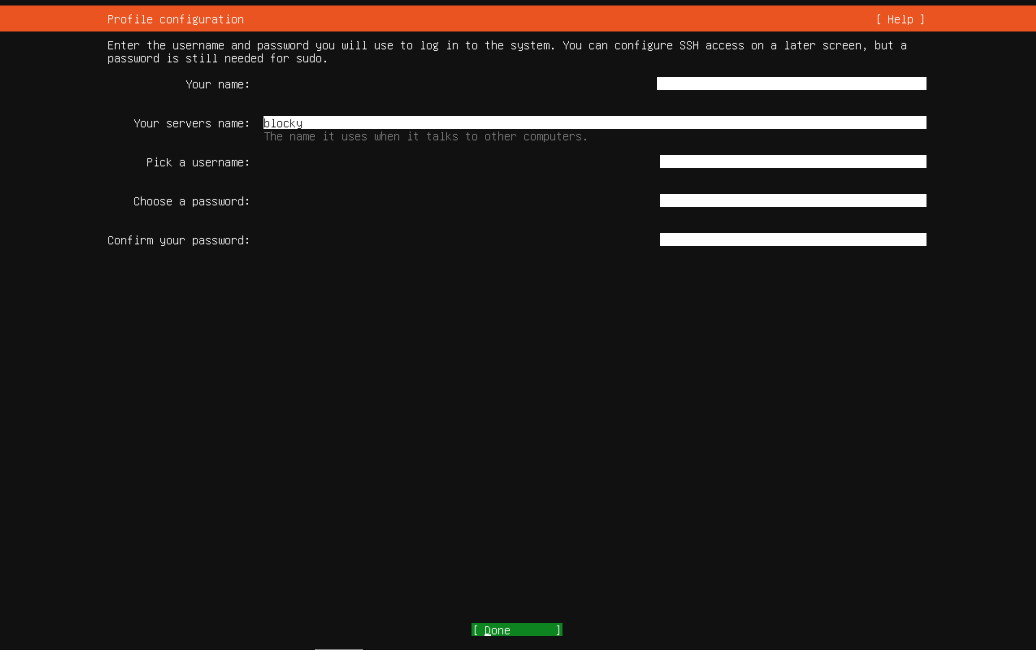 Profile configuration [ Help ]
Enter the username and password you will use to log in to the system. You can configure SSH access on a later screen, but a
password is still needed for sudo.
Your name:
Your servers name: blocky
The name it uses when it talks to other computers.
Pick a username:
Choose a password:
Confirm your password:
[ Done ]